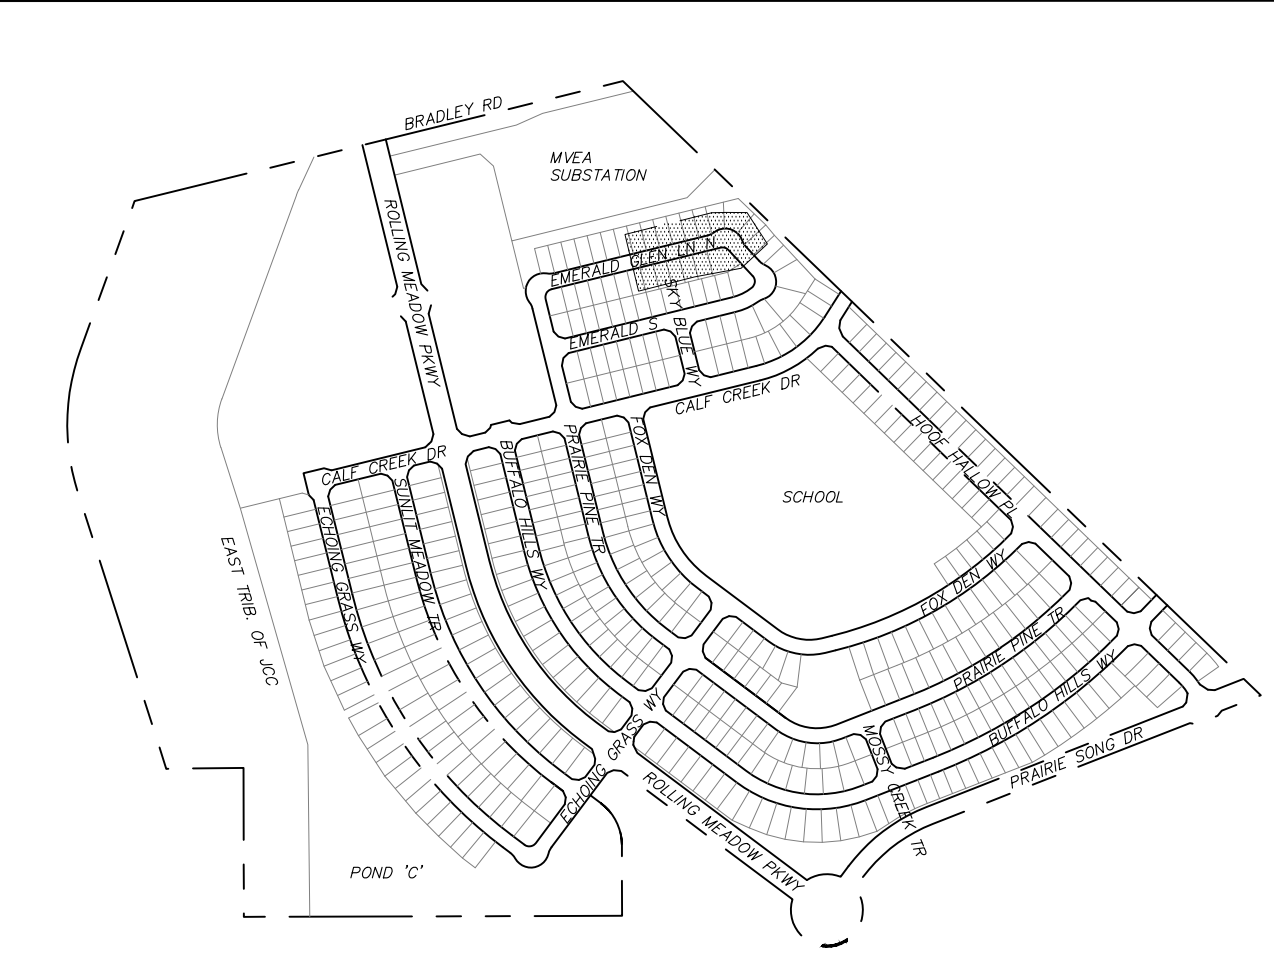 BRADLEY RD
MVEA
SUBSTATION
ROLLING MEADOW PKWY
EMERALD GLEN LN N
SKY BLUE WY
EMERALD S
CALF CREEK DR
CALF CREEK DR
FOX DEN WY
PRAIRIE PINE TR
BUFFALO HILLS WY
SUNLIT MEADOW TR
ECHOING GRASS WY
HOOF HALLOW PL
SCHOOL
EAST TRIB. OF JCC
FOX DEN WY
PRAIRIE PINE TR
BUFFALO HILLS WY
ECHOING GRASS WY
MOSSY CREEK TR
PRAIRIE SONG DR
ROLLING MEADOW PKWY
POND 'C'